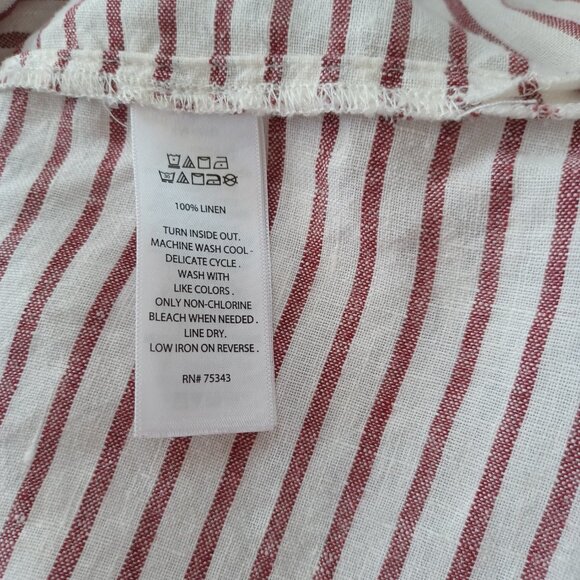 100% LINEN
TURN INSIDE OUT.
MACHINE WASH COOL -
DELICATE CYCLE .
WASH WITH
LIKE COLORS .
ONLY NON-CHLORINE
BLEACH WHEN NEEDED .
LINE DRY.
LOW IRON ON REVERSE .
RN# 75343